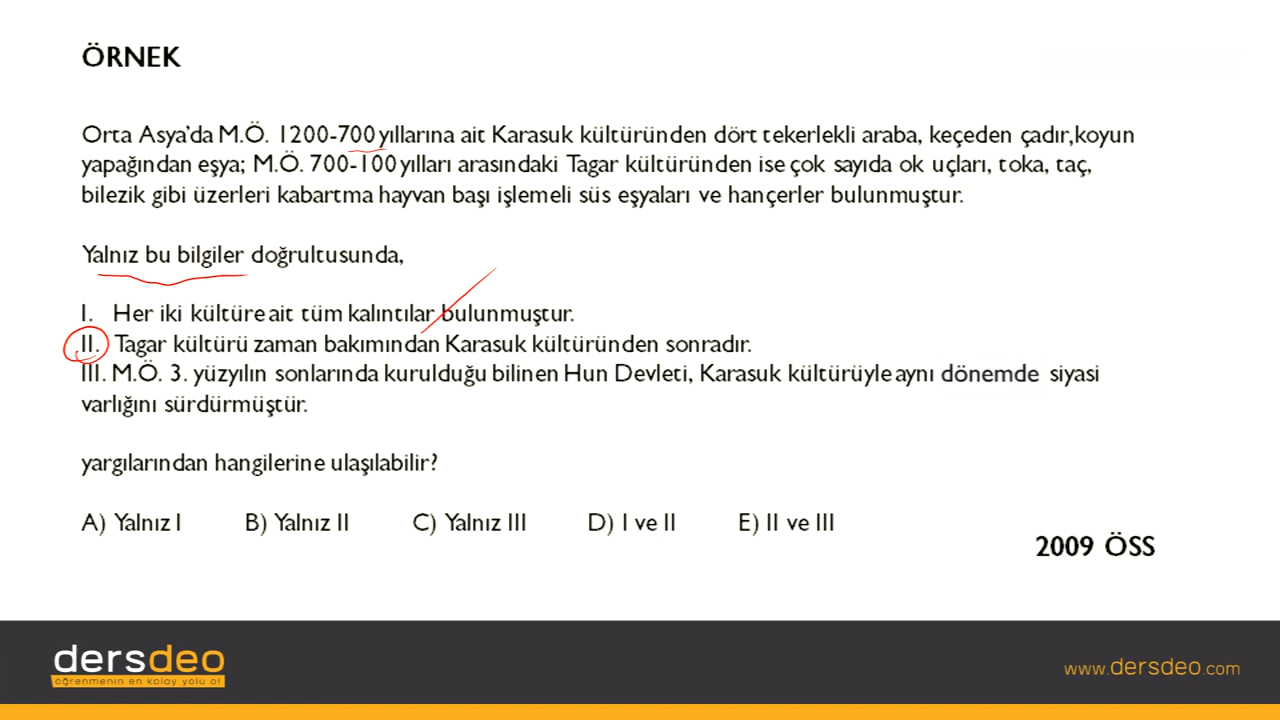 ÖRNEK
Orta Asya'da M.Ö. 1200-700 yıllarına ait Karasuk kültüründen dört tekerlekli araba, keçeden çadır,koyun
yapağından eşya; M.Ö. 700-100 yılları arasındaki Tagar kültüründen ise çok sayıda ok uçları, toka, taç,
bilezik gibi üzerleri kabartma hayvan başı işlemeli süs eşyaları ve hançerler bulunmuştur.
Yalnız bu bilgiler doğrultusunda,
I. Her iki kültüre ait tüm kalıntılar bulunmuştur.
II. Tagar kültürü zaman bakımından Karasuk kültüründen sonradır.
III. M.Ö. 3. yüzyılın sonlarında kurulduğu bilinen Hun Devleti, Karasuk kültürüyle aynı dönemde siyasi
varlığını sürdürmüştür.
yargılarından hangilerine ulaşılabilir?
A) Yalnız I B) Yalnız II C) Yalnız III D) I ve II E) II ve III
2009 ÖSS
dersdeo
öğrenmenin en kolay yolu o!
www.dersdeo.com